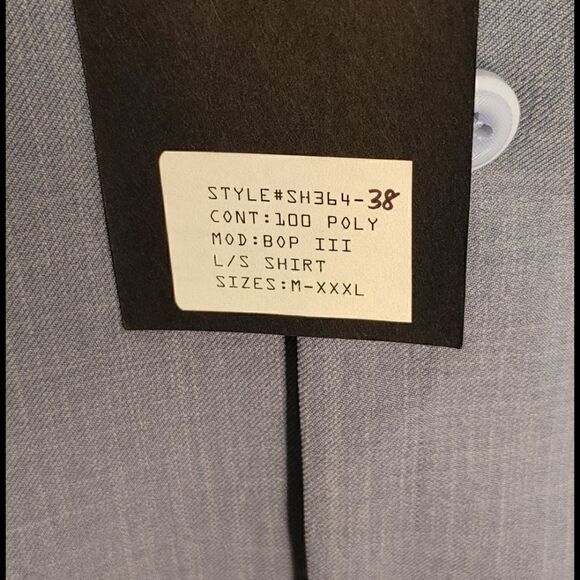 STYLE#SH364-38
CONT:100 POLY
MOD:BOP III
L/S SHIRT
SIZES:M-XXXL